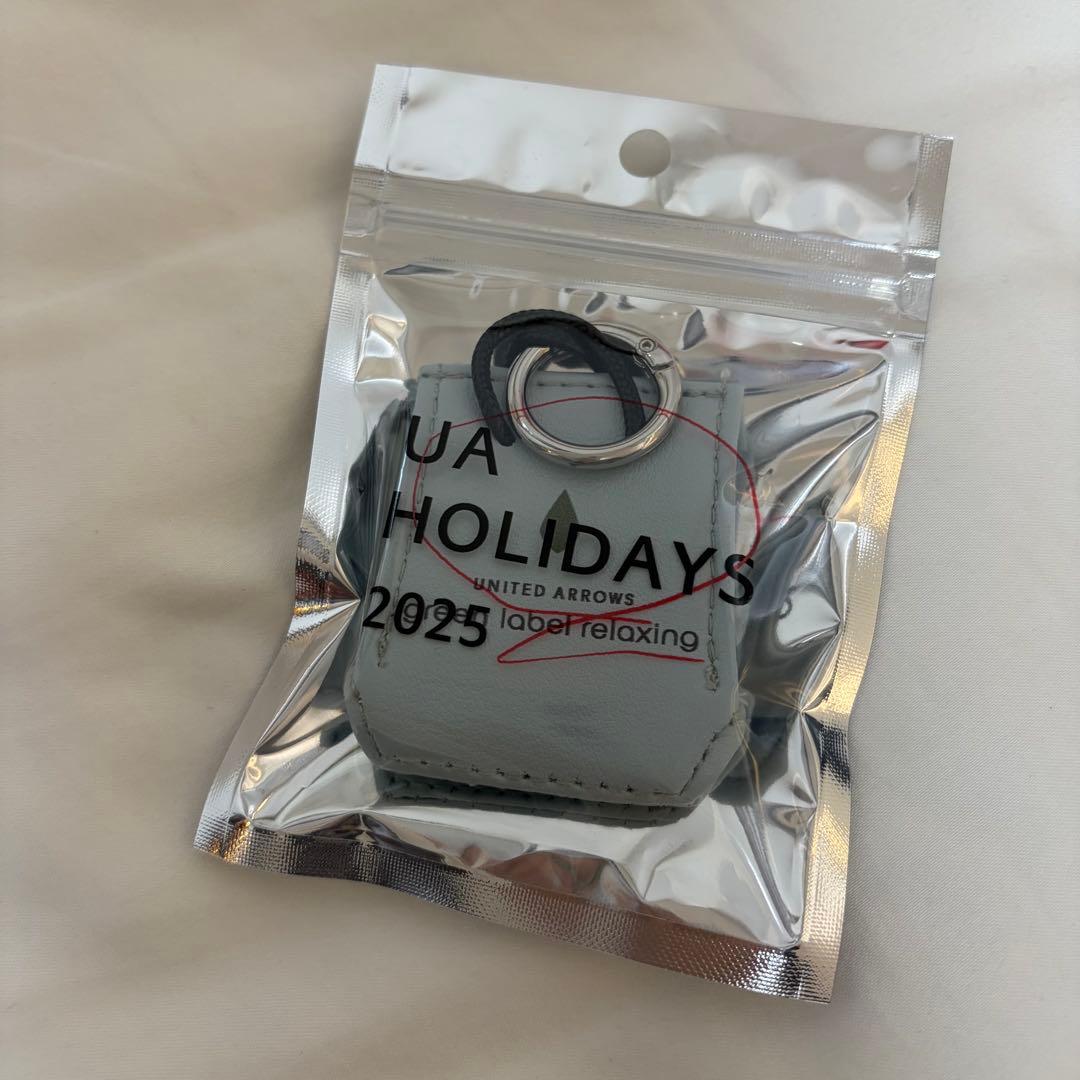 UA
HOLIDAYS
UNITED ARROWS
2025
green label relaxing